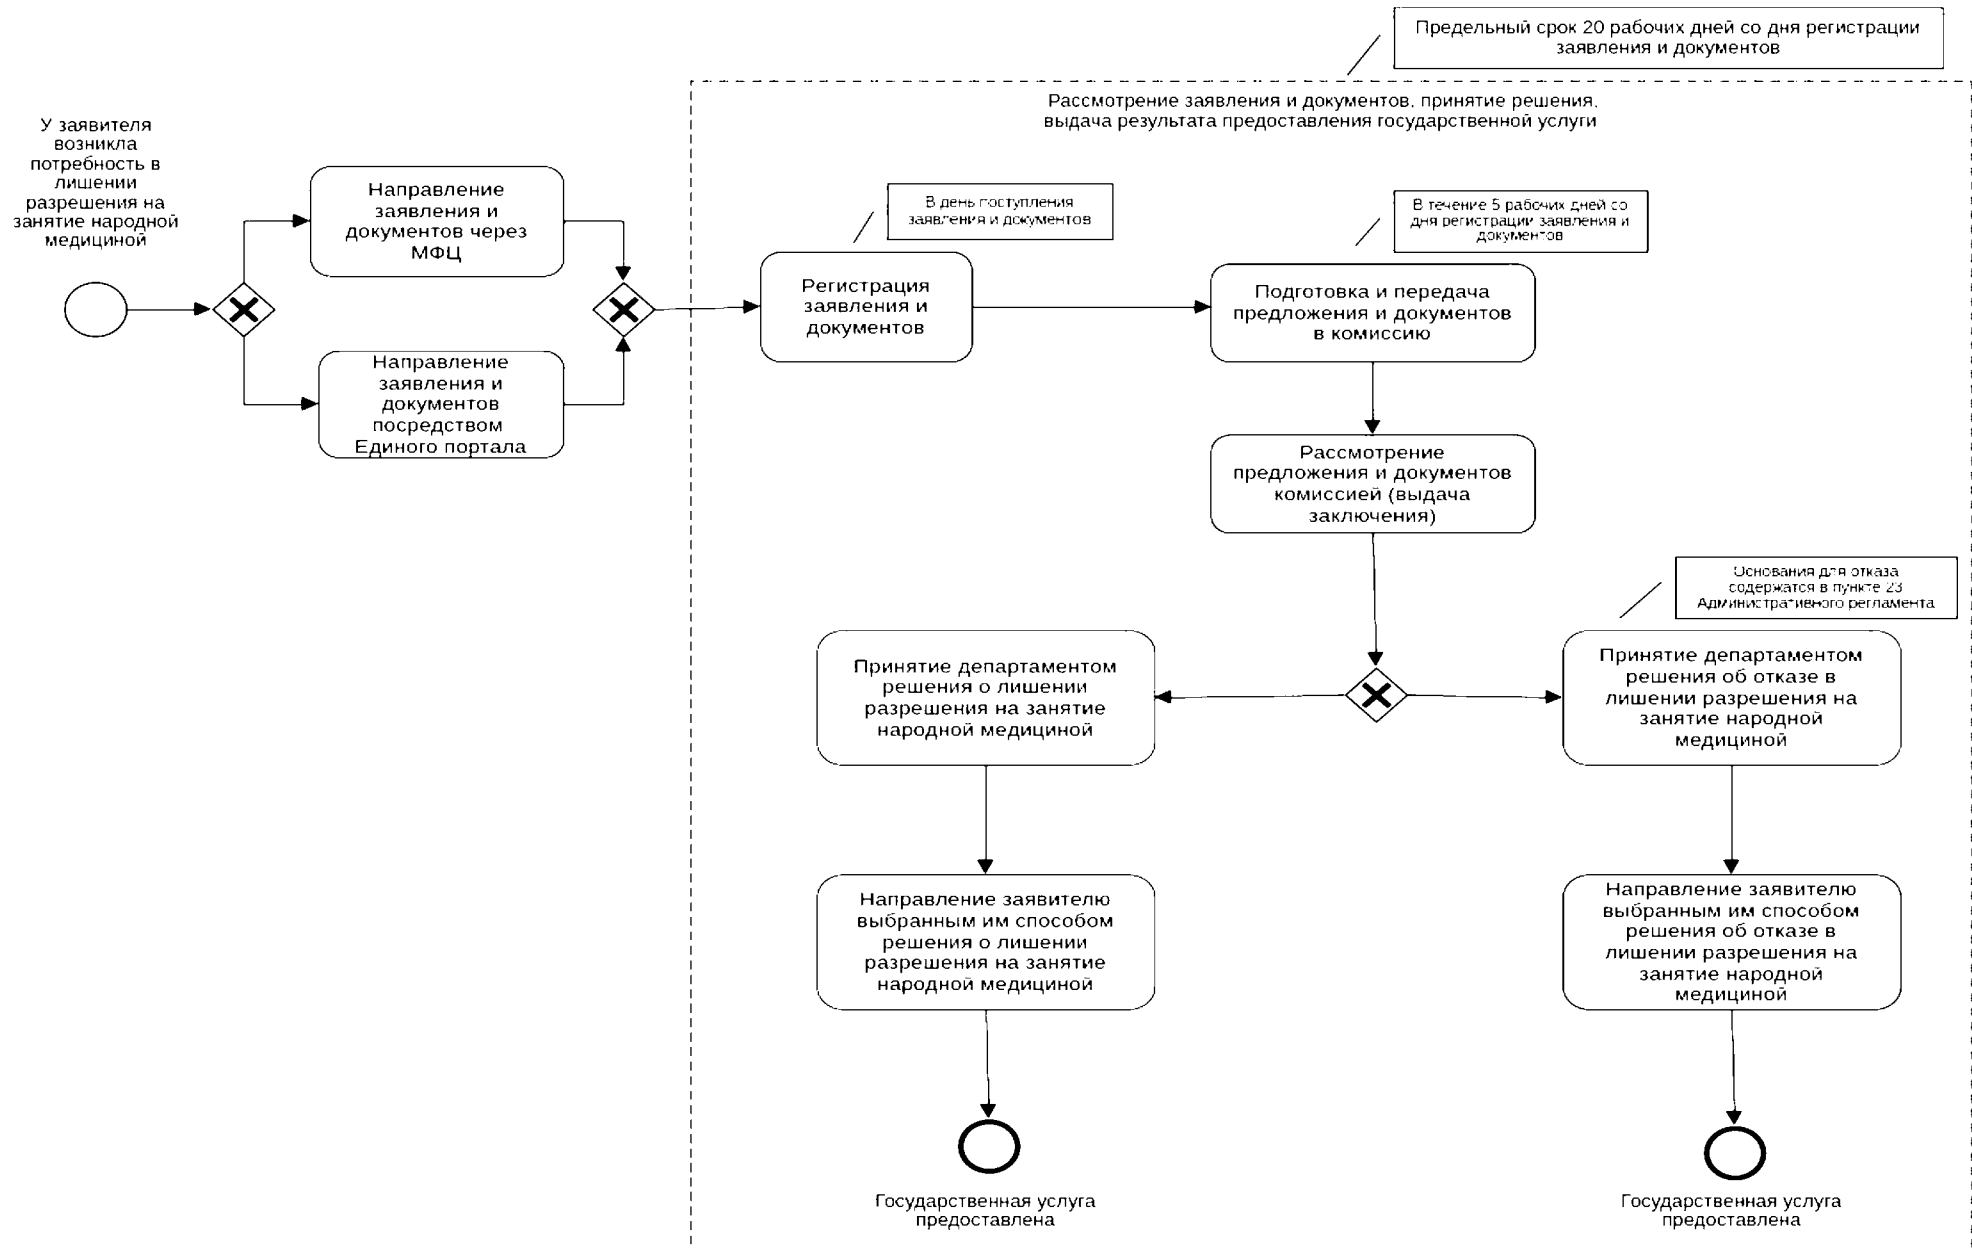 Предельный срок 20 рабочих дней со дня регистрации
заявления и документов
Рассмотрение заявления и документов, принятие решения,
выдача результата предоставления государственной услуги
У заявителя
возникла
потребность в
лишении
разрешения на
занятие народной
медициной
Направление
заявления и
документов через
МФЦ
Направление
заявления и
документов
посредством
Единого портала
В день поступления
заявления и документов
Регистрация
заявления и
документов
В течение 5 рабочих дней со
дня регистрации заявления и
документов
Подготовка и передача
предложения и документов
в комиссию
Рассмотрение
предложения и документов
комиссией (выдача
заключения)
Основания для отказа
содержатся в пункте 23
Административного регламента
Принятие департаментом
решения о лишении
разрешения на занятие
народной медициной
Принятие департаментом
решения об отказе в
лишении разрешения на
занятие народной
медициной
Направление заявителю
выбранным им способом
решения о лишении
разрешения на занятие
народной медициной
Направление заявителю
выбранным им способом
решения об отказе в
лишении разрешения на
занятие народной
медициной
Государственная услуга
предоставлена
Государственная услуга
предоставлена